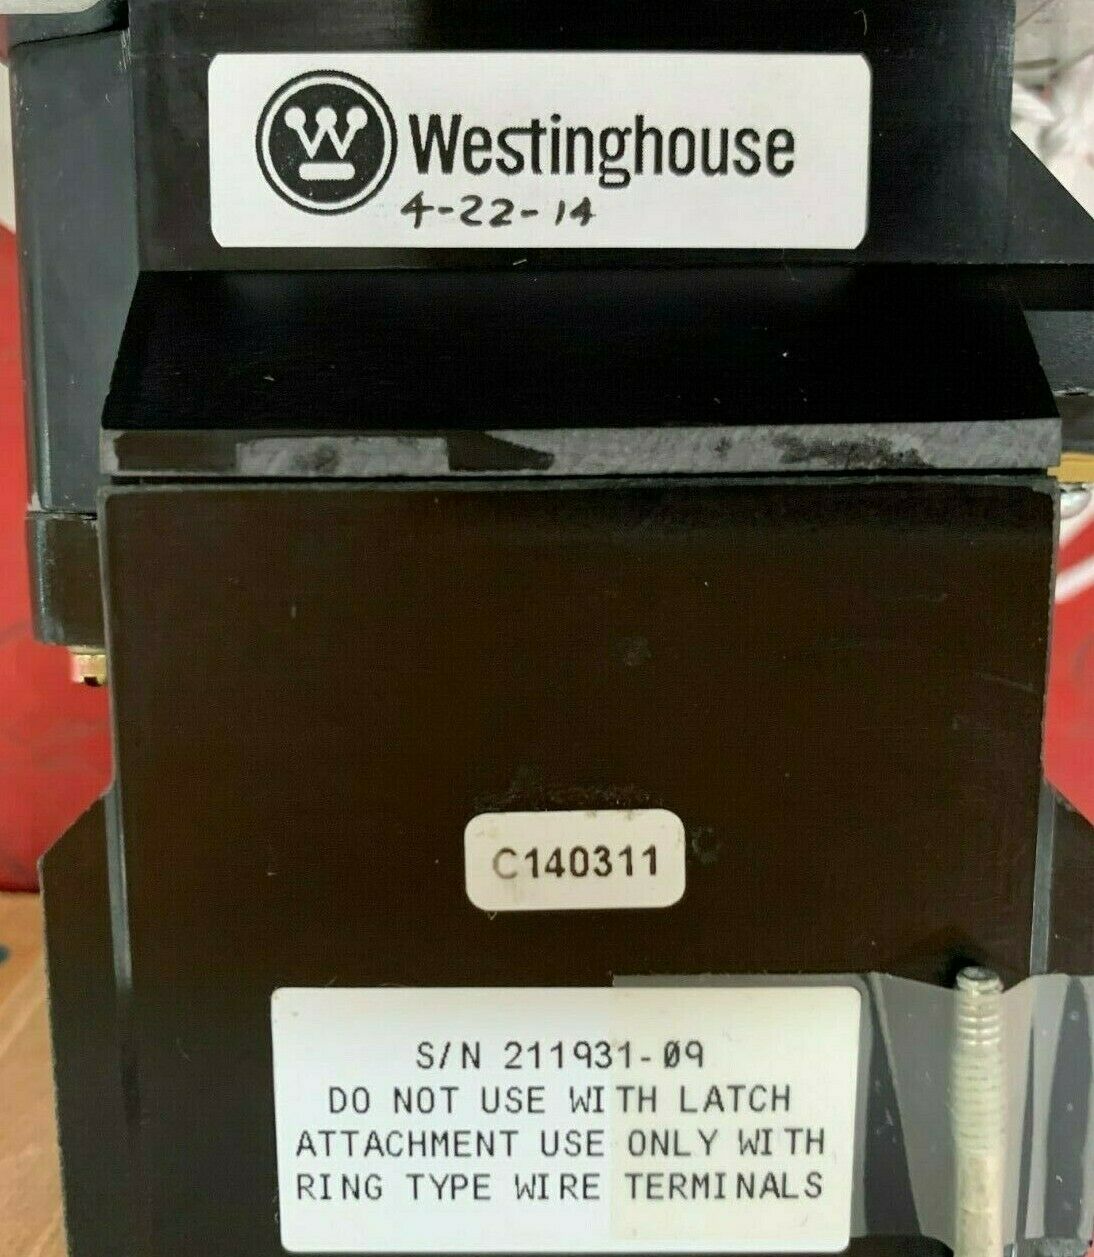 W Westinghouse
4-22-14
C140311
S/N 211931-09
DO NOT USE WITH LATCH
ATTACHMENT USE ONLY WITH
RING TYPE WIRE TERMINALS